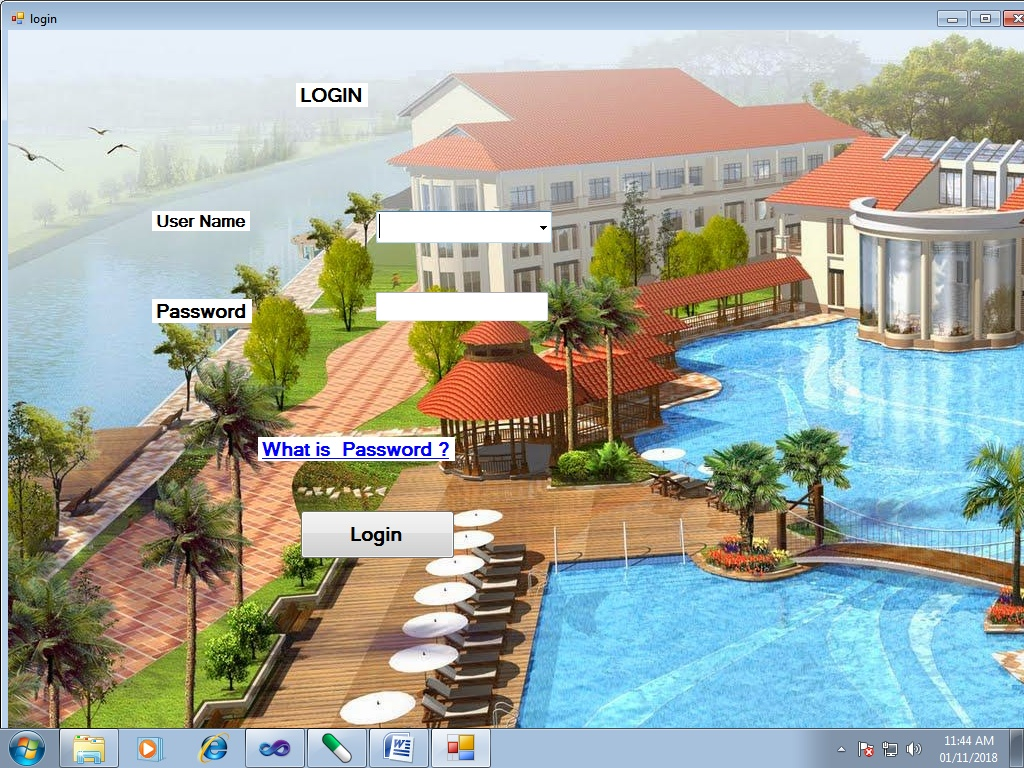 login
LOGIN
User Name
Password
What is  Password ?
Login
11:44 AM
01/11/2018